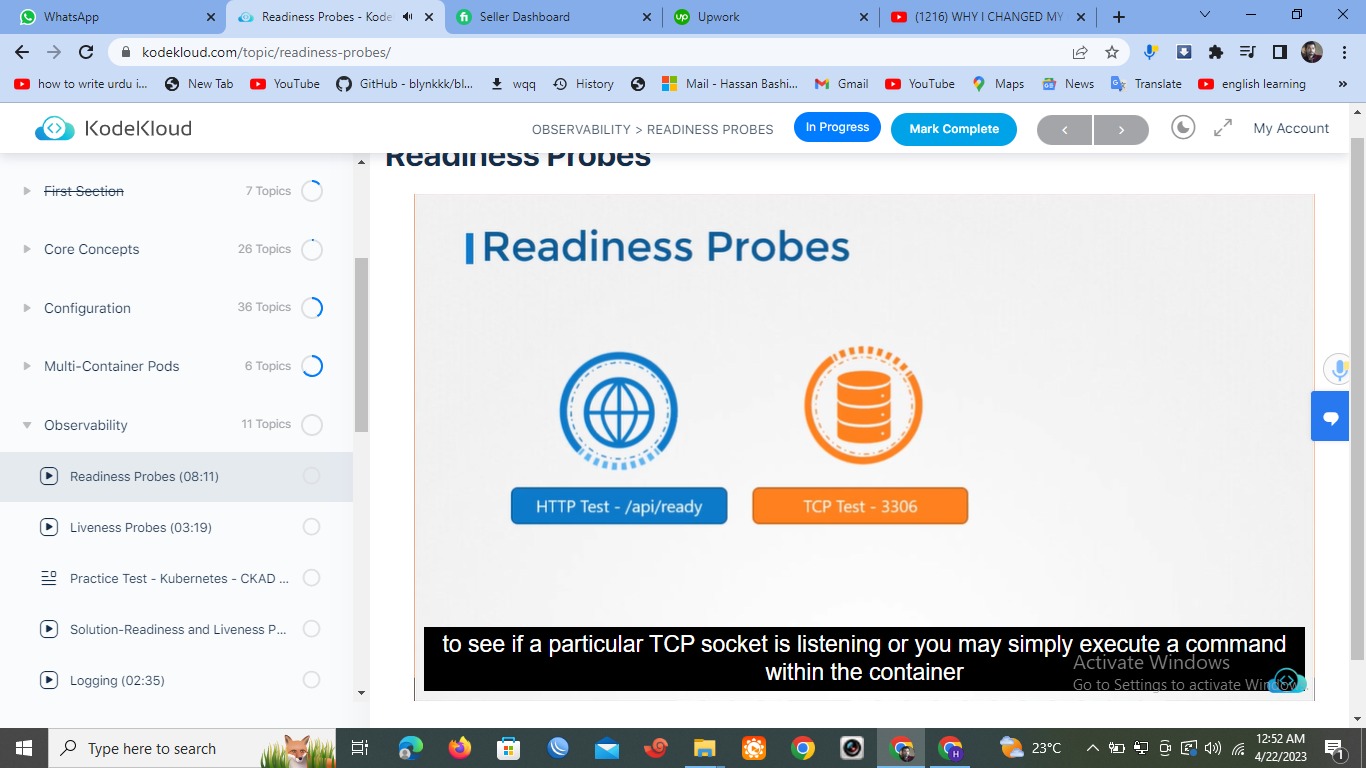 WhatsApp
Readiness Probes - Kode
Seller Dashboard
Upwork
(1216) WHY I CHANGED MY
kodekloud.com/topic/readiness-probes/
how to write urdu i...
New Tab
YouTube
GitHub - blynkkk/bl...
wqq
History
Mail - Hassan Bashi...
Gmail
YouTube
Maps
News
Translate
english learning
»
KodeKloud
OBSERVABILITY > READINESS PROBES
In Progress
Mark Complete
My Account
First Section
7 Topics
Core Concepts
26 Topics
Configuration
36 Topics
Multi-Container Pods
6 Topics
Observability
11 Topics
Readiness Probes (08:11)
Liveness Probes (03:19)
Practice Test - Kubernetes - CKAD ...
Solution-Readiness and Liveness P...
Logging (02:35)
Readiness Probes
Readiness Probes
HTTP Test - /api/ready
TCP Test - 3306
to see if a particular TCP socket is listening or you may simply execute a command
within the container
Activate Windows
Go to Settings to activate Windows.
Type here to search
23°C
12:52 AM
4/22/2023
1